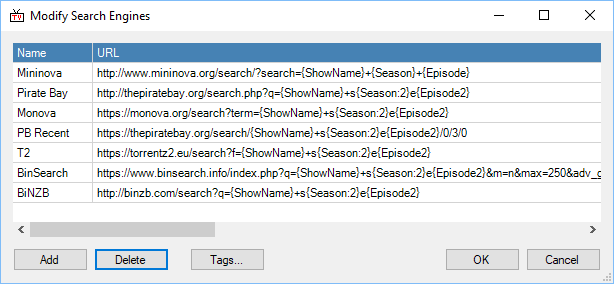 TV
Modify Search Engines
Name URL
Mininova http://www.mininova.org/search/?search={ShowName}+{Season}+{Episode}
Pirate Bay http://thepiratebay.org/search.php?q={ShowName}+s{Season:2}e{Episode2}
Monova https://monova.org/search?term={ShowName}+s{Season:2}e{Episode2}
PB Recent https://thepiratebay.org/search/{ShowName}+s{Season:2}e{Episode2}/0/3/0
T2 https://torrentz2.eu/search?f={ShowName}+s{Season:2}e{Episode2}
BinSearch https://www.binsearch.info/index.php?q={ShowName}+s{Season:2}e{Episode2}&m=n&max=250&adv_g
BiNZB http://binzb.com/search?q={ShowName}+s{Season:2}e{Episode2}
Add Delete Tags... OK Cancel